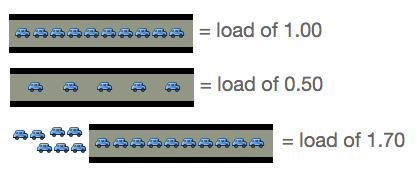 = load of 1.00
= load of 0.50
= load of 1.70